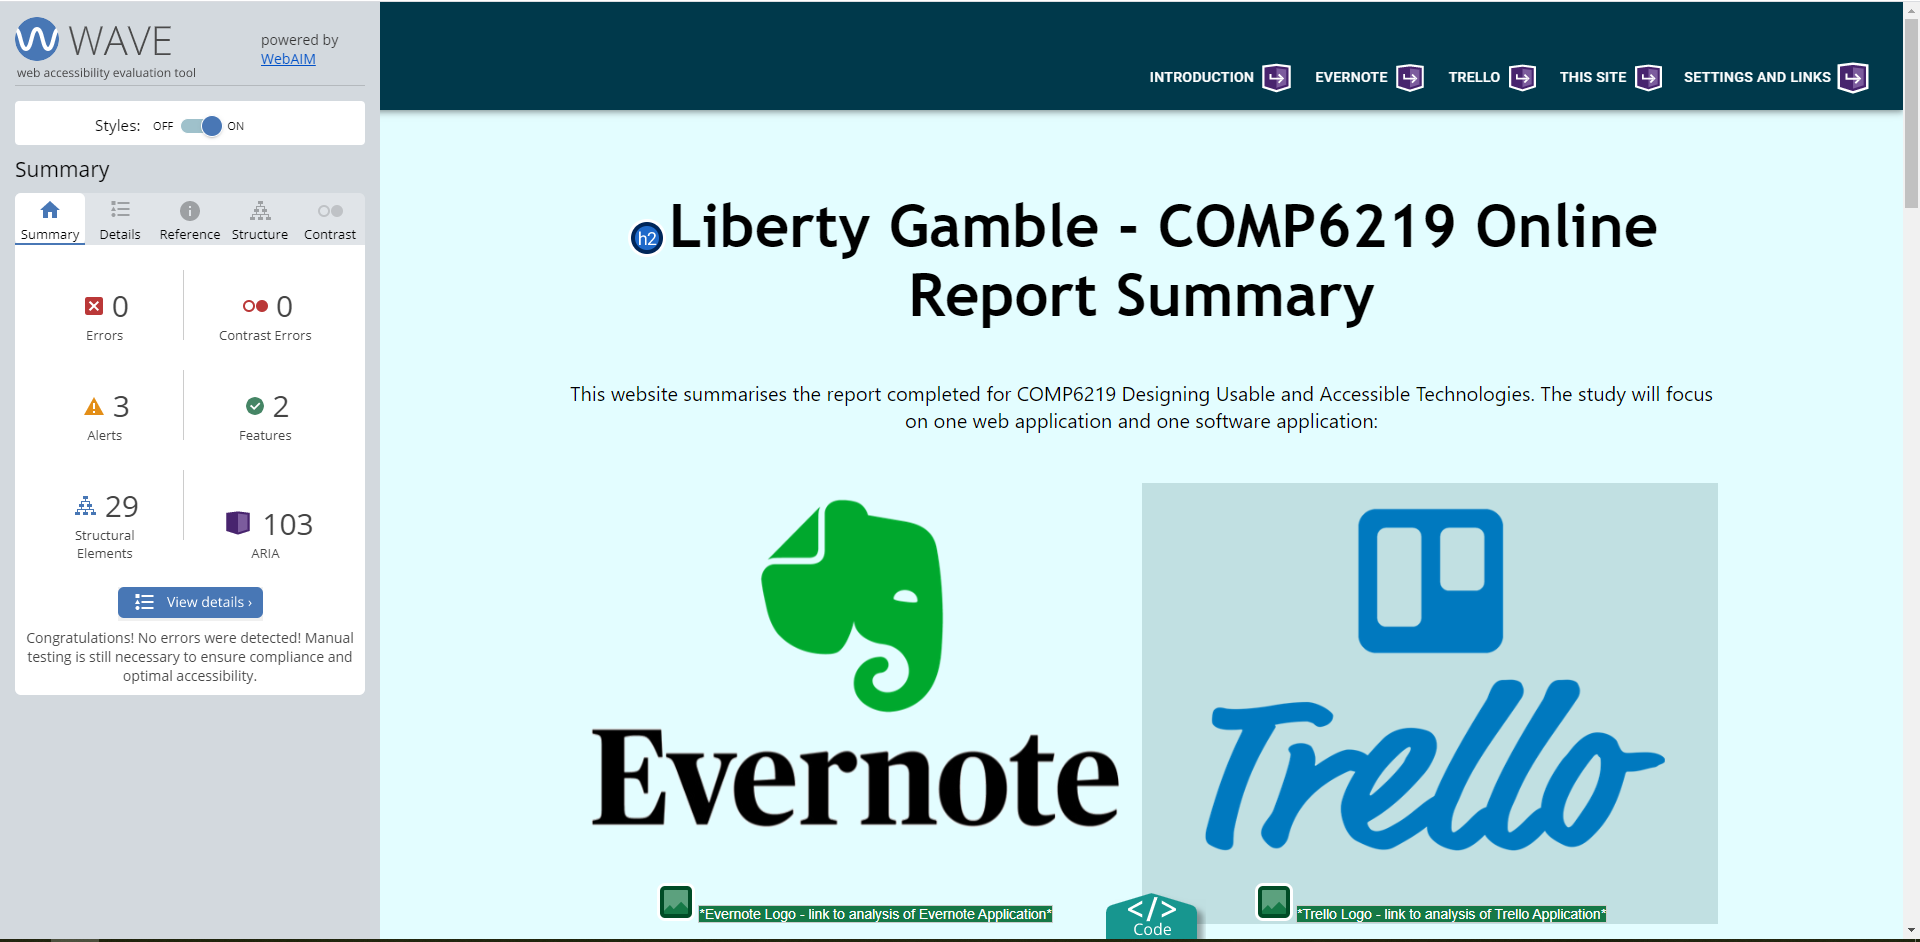 WAVE
web accessibility evaluation tool
powered by
WebAIM
Styles: OFF ON
Summary
Summary Details Reference Structure Contrast
0
Errors
0
Contrast Errors
3
Alerts
2
Features
29
Structural
Elements
103
ARIA
View details ›
Congratulations! No errors were detected! Manual
testing is still necessary to ensure compliance and
optimal accessibility.
INTRODUCTION EVERNOTE TRELLO THIS SITE SETTINGS AND LINKS
h2 Liberty Gamble - COMP6219 Online
Report Summary
This website summarises the report completed for COMP6219 Designing Usable and Accessible Technologies. The study will focus
on one web application and one software application:
Evernote
Trello
*Evernote Logo - link to analysis of Evernote Application*
*Trello Logo - link to analysis of Trello Application*
</>
Code